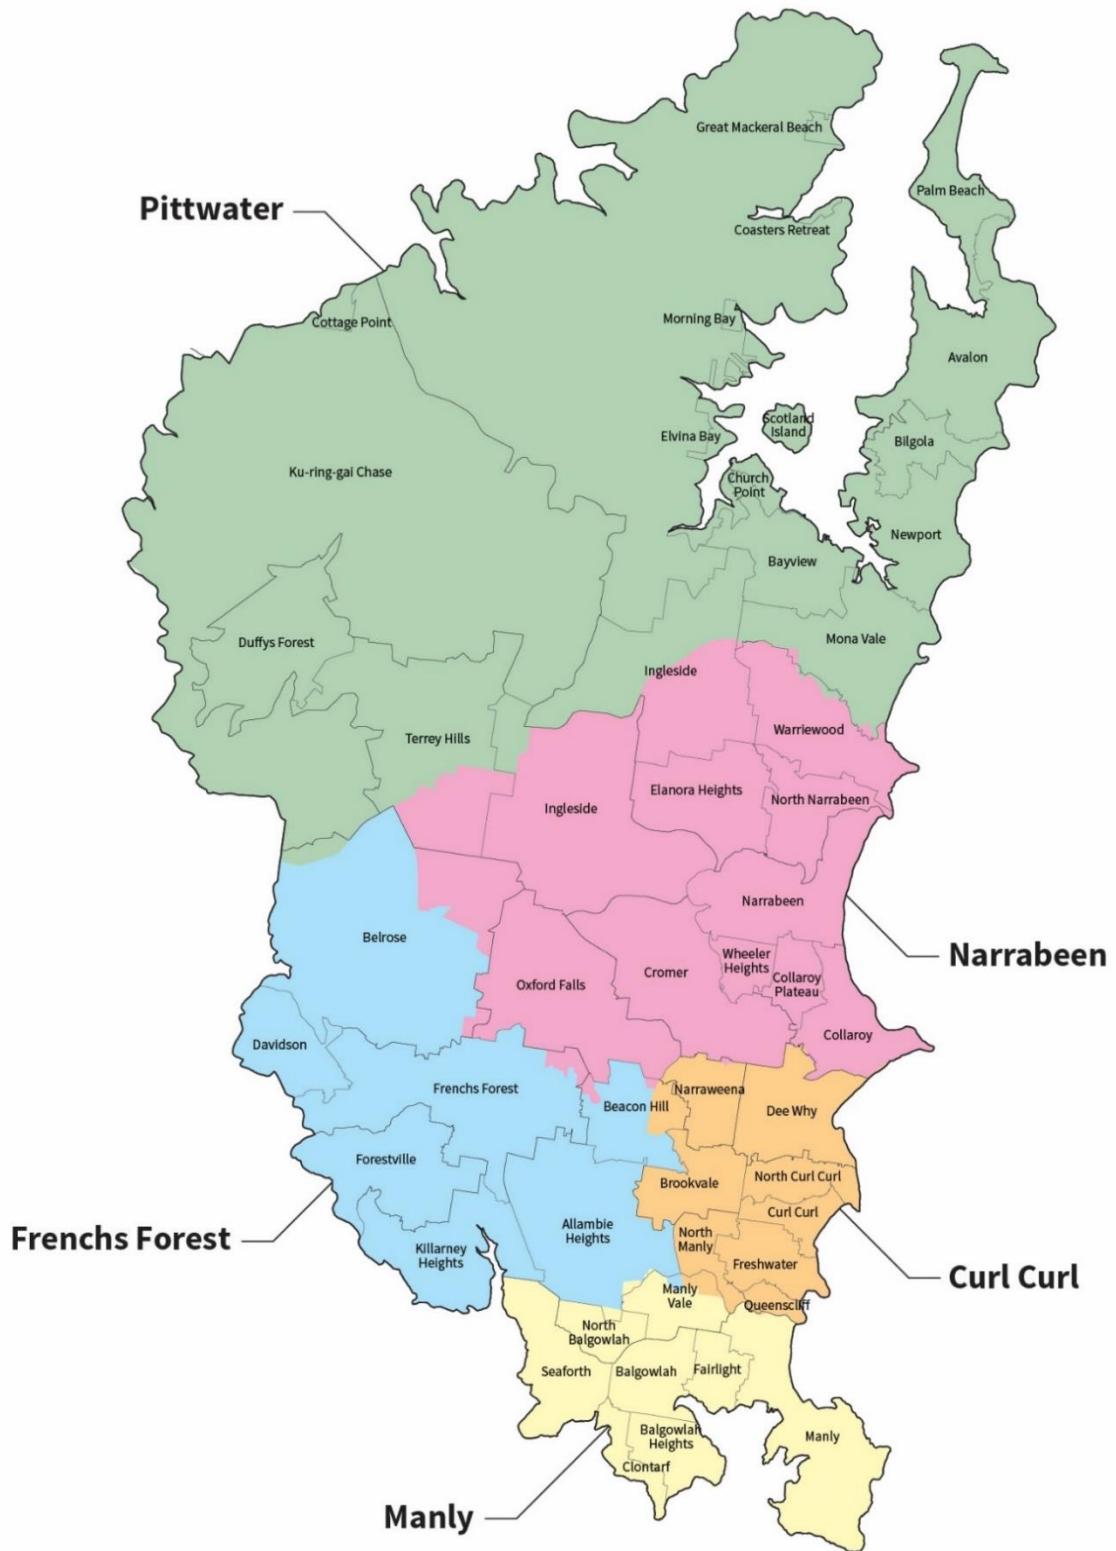 Great Mackeral Beach
Palm Beach
Pittwater
Coasters Retreat
Cottage Point
Morning Bay
Avalon
Scotland
Island
Elvina Bay
Bilgola
Ku-ring-gai Chase
Church
Point
Newport
Bayview
Duffys Forest
Mona Vale
Ingleside
Warriewood
Terrey Hills
Elanora Heights
North Narrabeen
Ingleside
Narrabeen
Belrose
Narrabeen
Wheeler
Heights
Cromer
Collaroy
Plateau
Oxford Falls
Collaroy
Davidson
Frenchs Forest
Narraweena
Beacon Hill
Dee Why
Forestville
North Curl Curl
Brookvale
Curl Curl
Allambie
Heights
North
Manly
Frenchs Forest
Killarney
Heights
Freshwater
Curl Curl
Manly
Vale
Queenscliff
North
Balgowlah
Seaforth
Balgowlah
Fairlight
Balgowlah
Heights
Manly
Clontarf
Manly